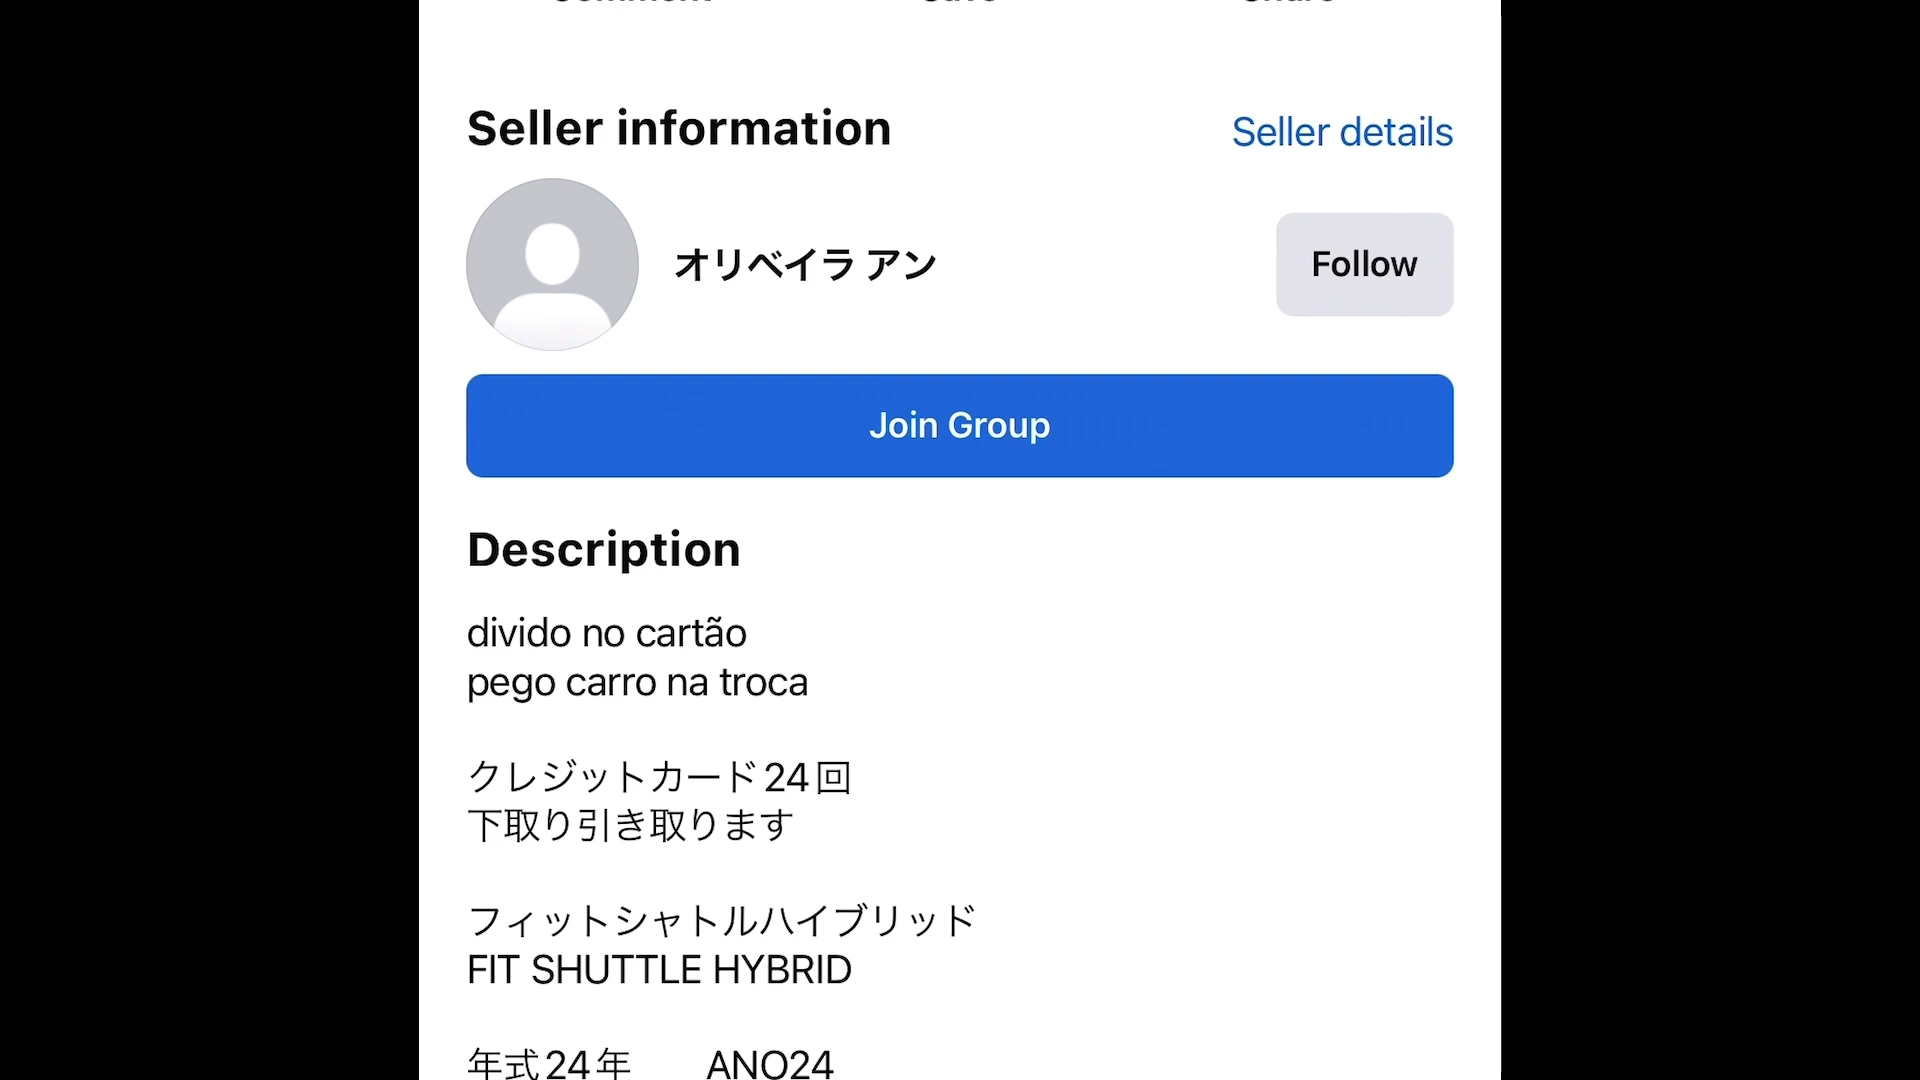 Seller information
Seller details
オリベイラ アン
Follow
Join Group
Description
divido no cartão
pego carro na troca
クレジットカード24回
下取り引き取ります
フィットシャトルハイブリッド
FIT SHUTTLE HYBRID
年式24年 ANO24